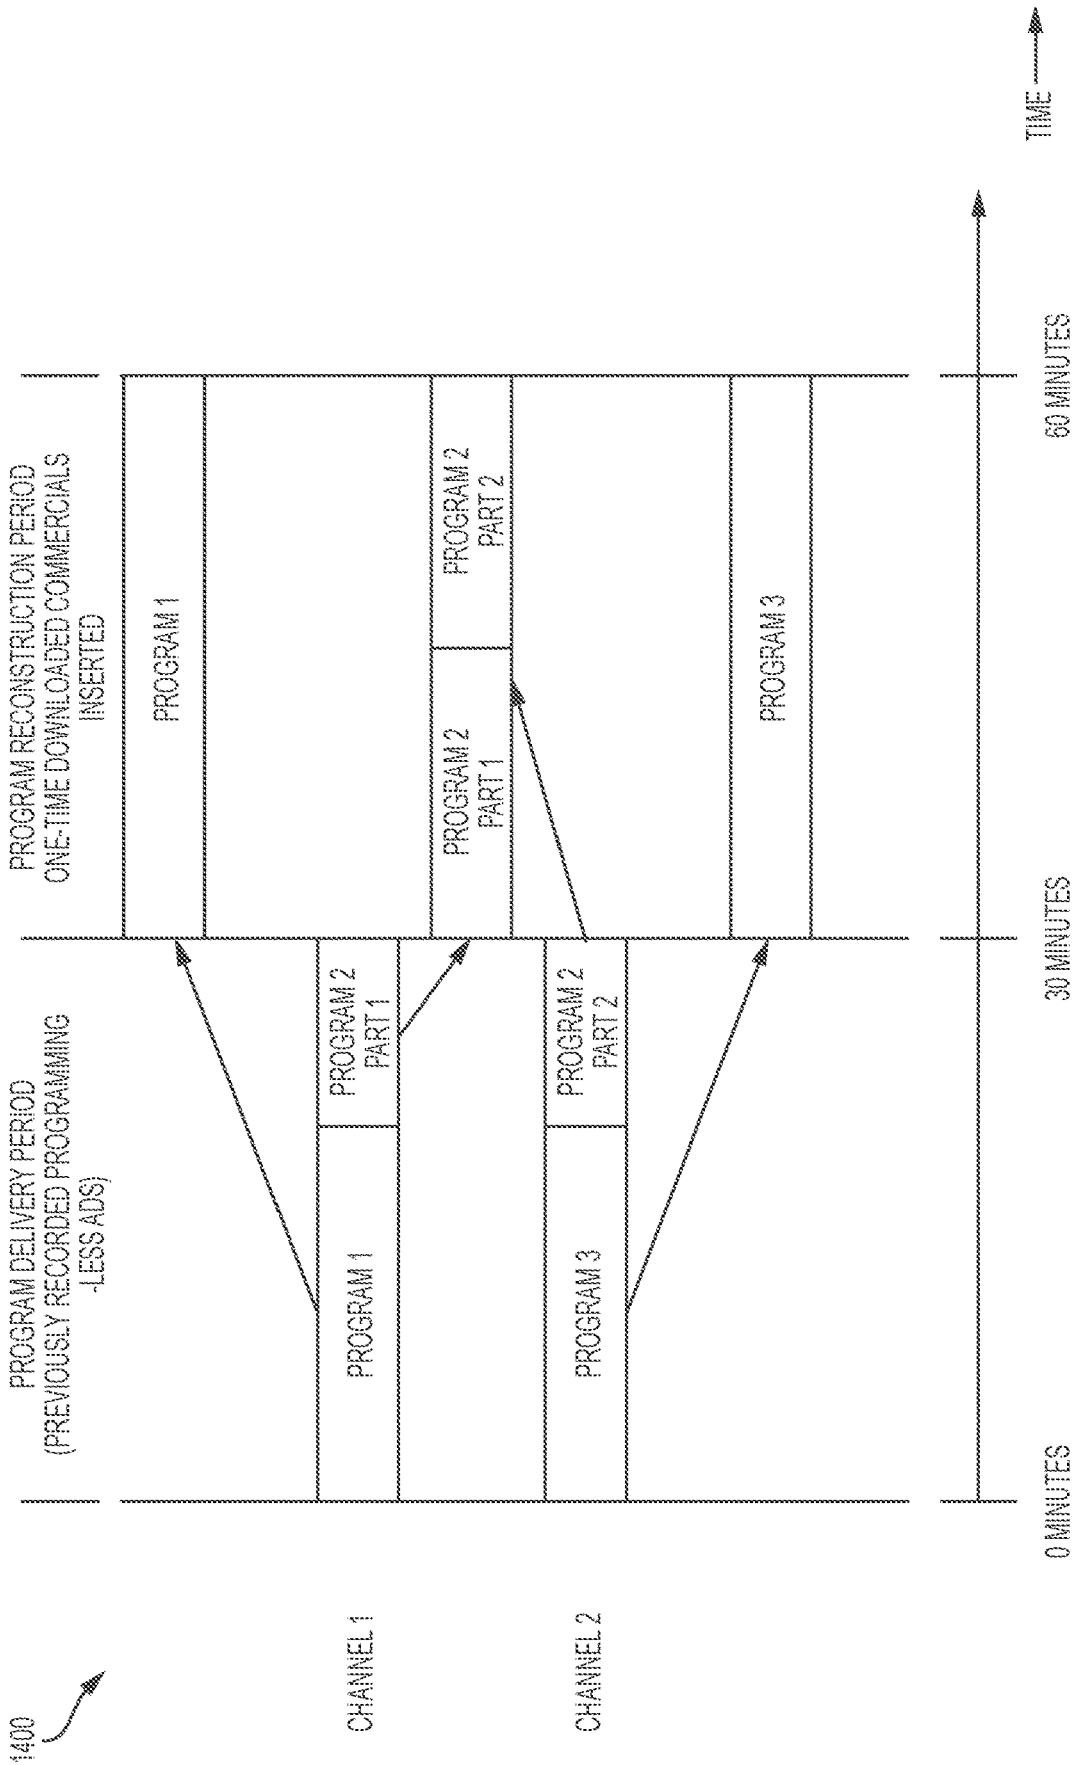 1400
PROGRAM DELIVERY PERIOD
(PREVIOUSLY RECORDED PROGRAMMING
-LESS ADS)
PROGRAM RECONSTRUCTION PERIOD
ONE-TIME DOWNLOADED COMMERCIALS
INSERTED
PROGRAM 1
CHANNEL 1
PROGRAM 1
PROGRAM 2
PART 1
PROGRAM 2
PART 1
PROGRAM 2
PART 2
CHANNEL 2
PROGRAM 3
PROGRAM 2
PART 2
PROGRAM 3
TIME
0 MINUTES
30 MINUTES
60 MINUTES